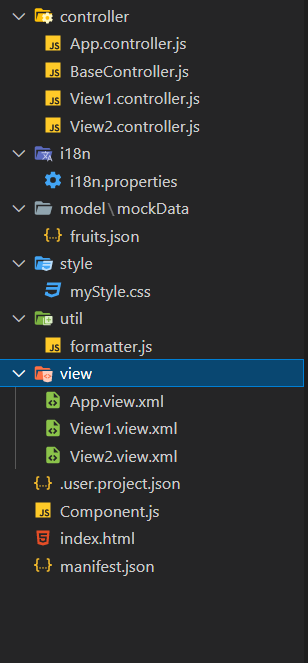 controller
App.controller.js
BaseController.js
View1.controller.js
View2.controller.js
i18n
i18n.properties
model\mockData
fruits.json
style
myStyle.css
util
formatter.js
view
App.view.xml
View1.view.xml
View2.view.xml
.user.project.json
Component.js
index.html
manifest.json